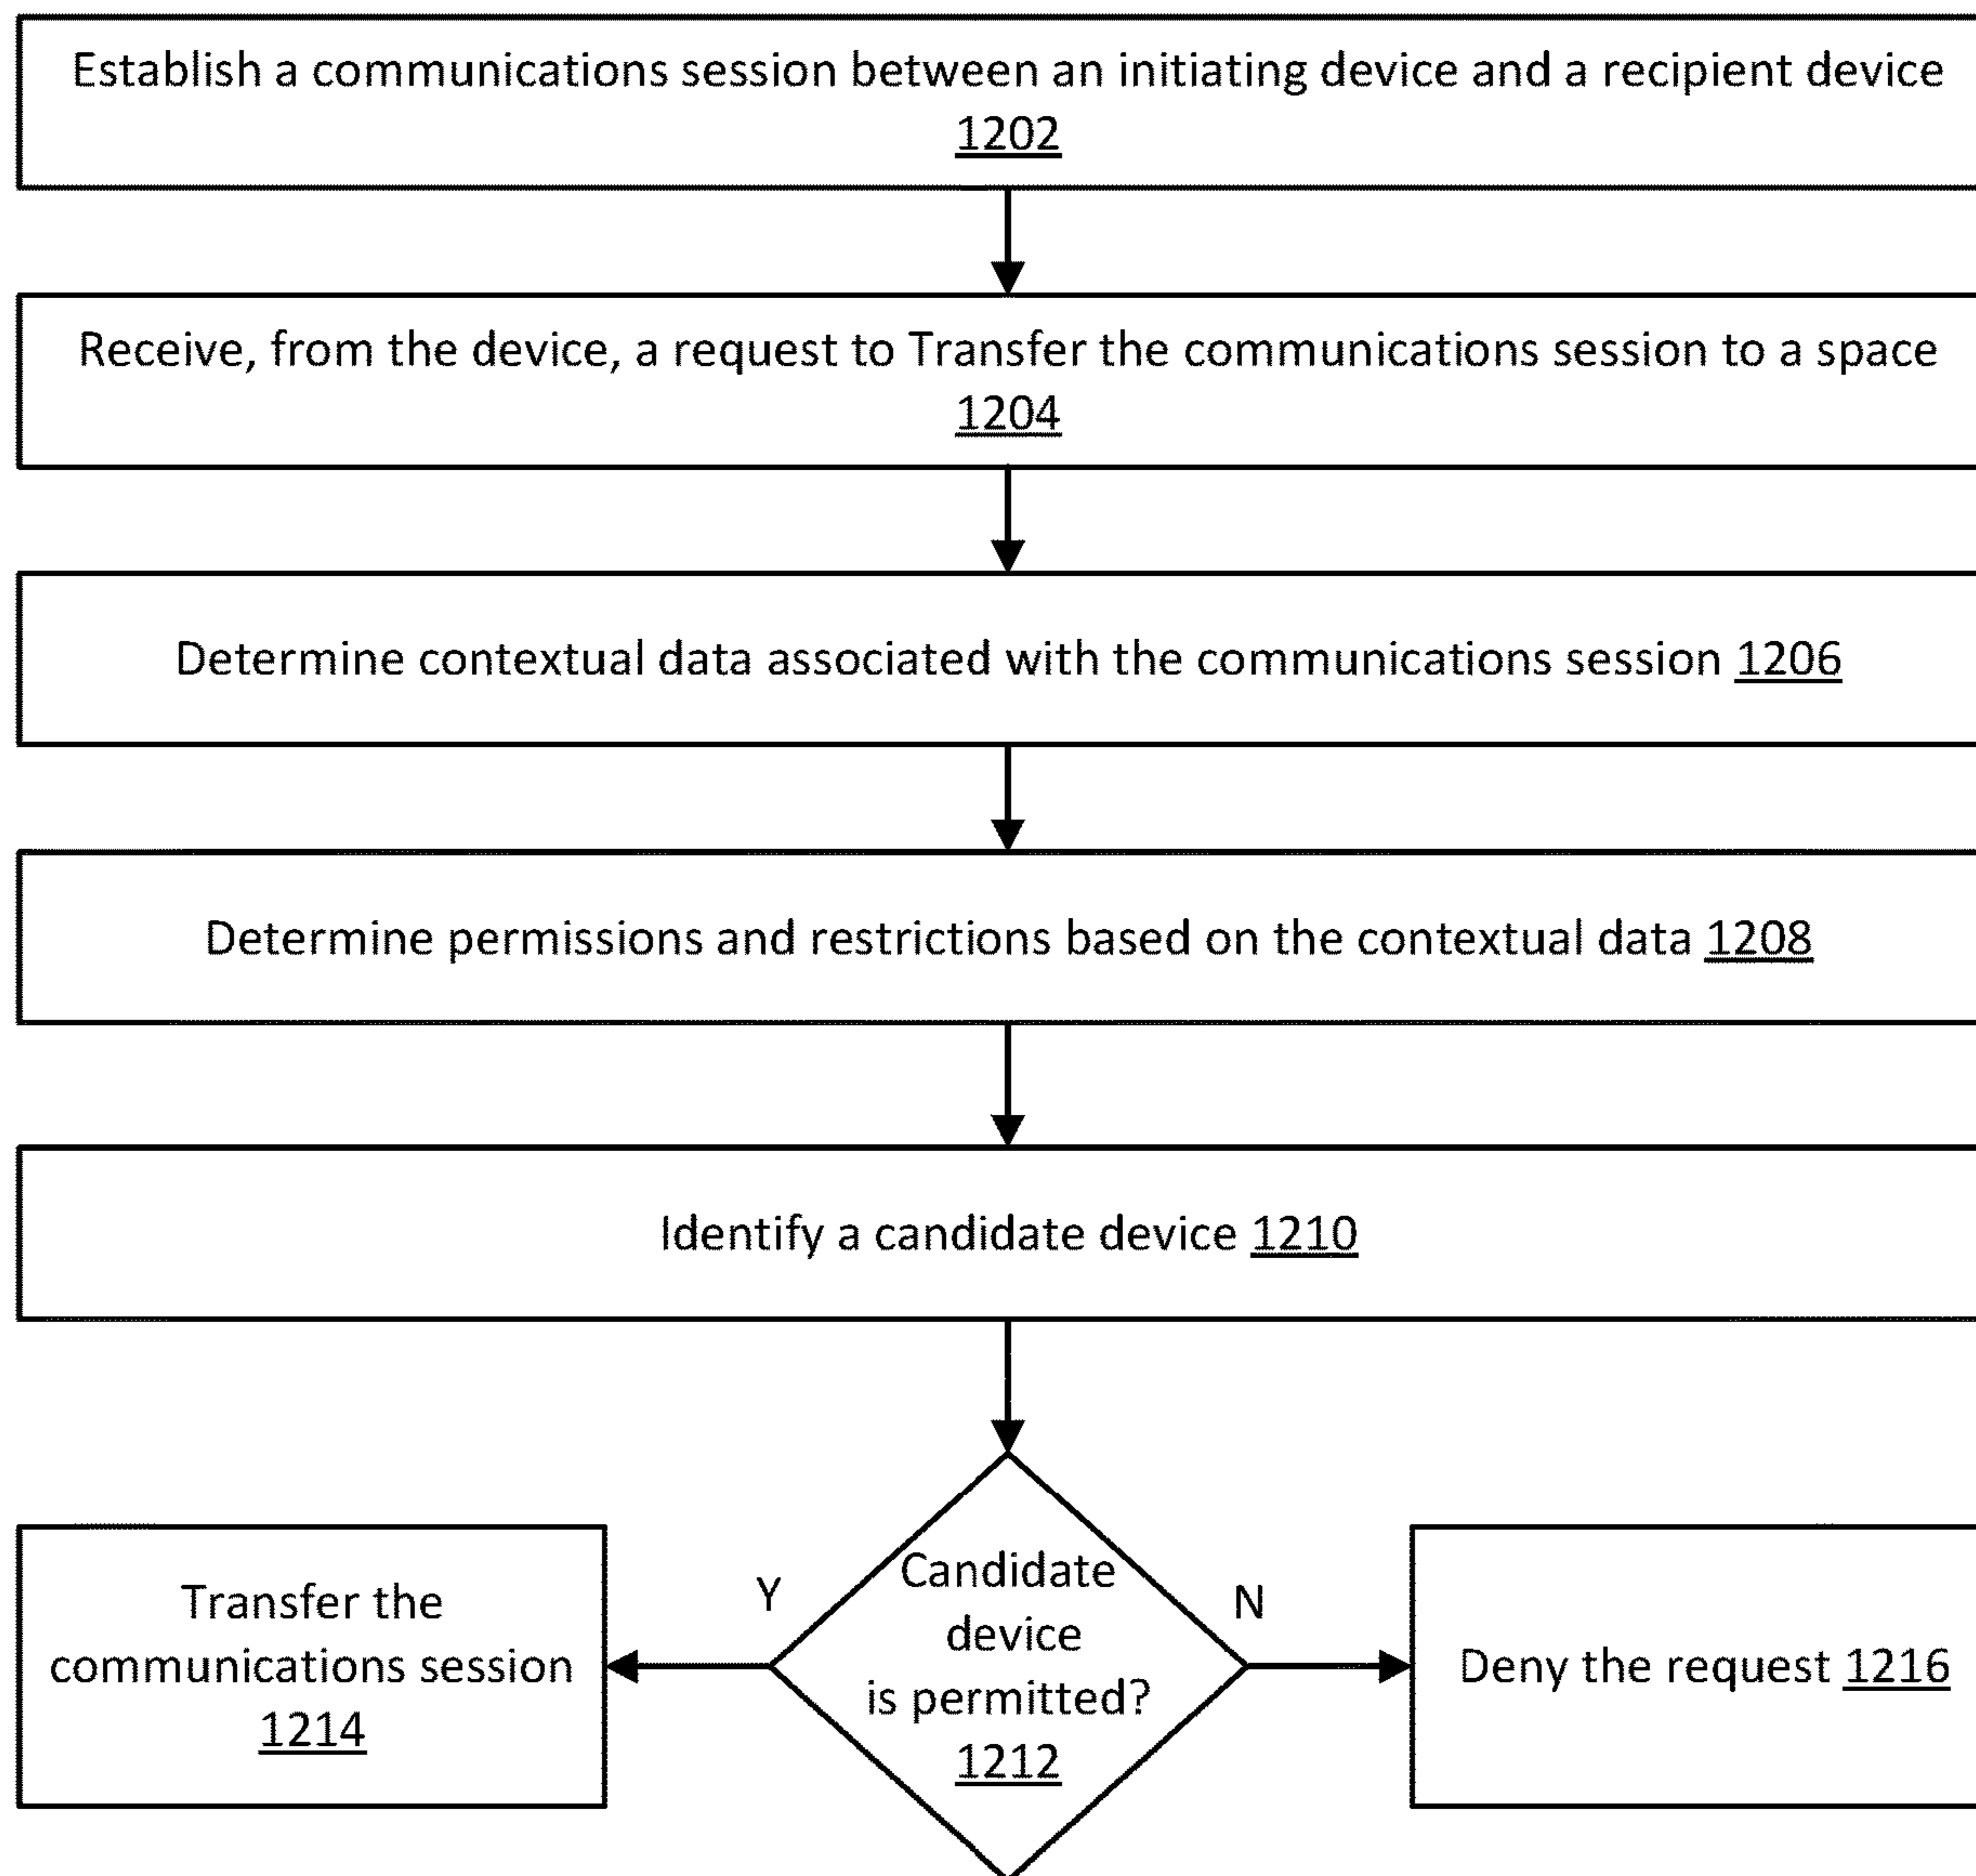 Establish a communications session between an initiating device and a recipient device
1202
Receive, from the device, a request to Transfer the communications session to a space
1204
Determine contextual data associated with the communications session 1206
Determine permissions and restrictions based on the contextual data 1208
Identify a candidate device 1210
Transfer the
communications session
1214
Y
Candidate
device
is permitted?
1212
N
Deny the request 1216